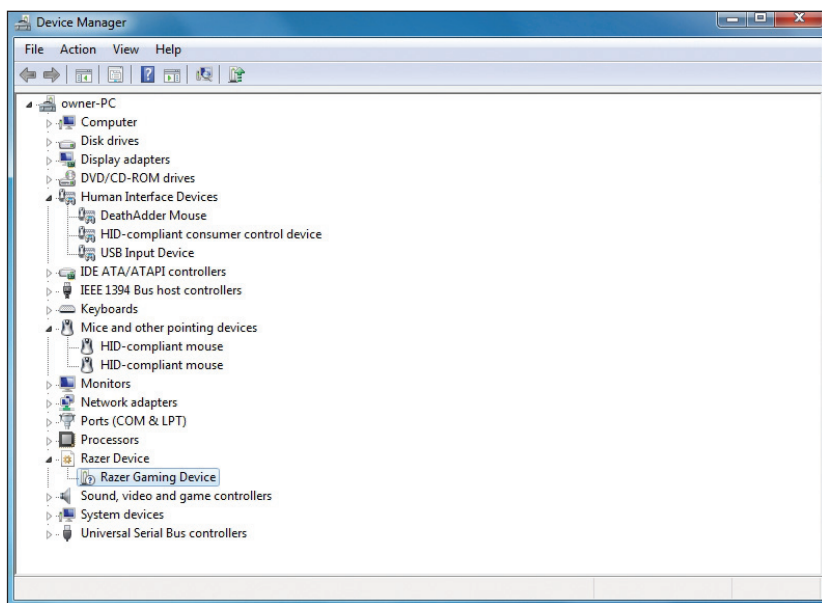 Device Manager
File Action View Help
owner-PC
Computer
Disk drives
Display adapters
DVD/CD-ROM drives
Human Interface Devices
DeathAdder Mouse
HID-compliant consumer control device
USB Input Device
IDE ATA/ATAPI controllers
IEEE 1394 Bus host controllers
Keyboards
Mice and other pointing devices
HID-compliant mouse
HID-compliant mouse
Monitors
Network adapters
Ports (COM & LPT)
Processors
Razer Device
Razer Gaming Device
Sound, video and game controllers
System devices
Universal Serial Bus controllers